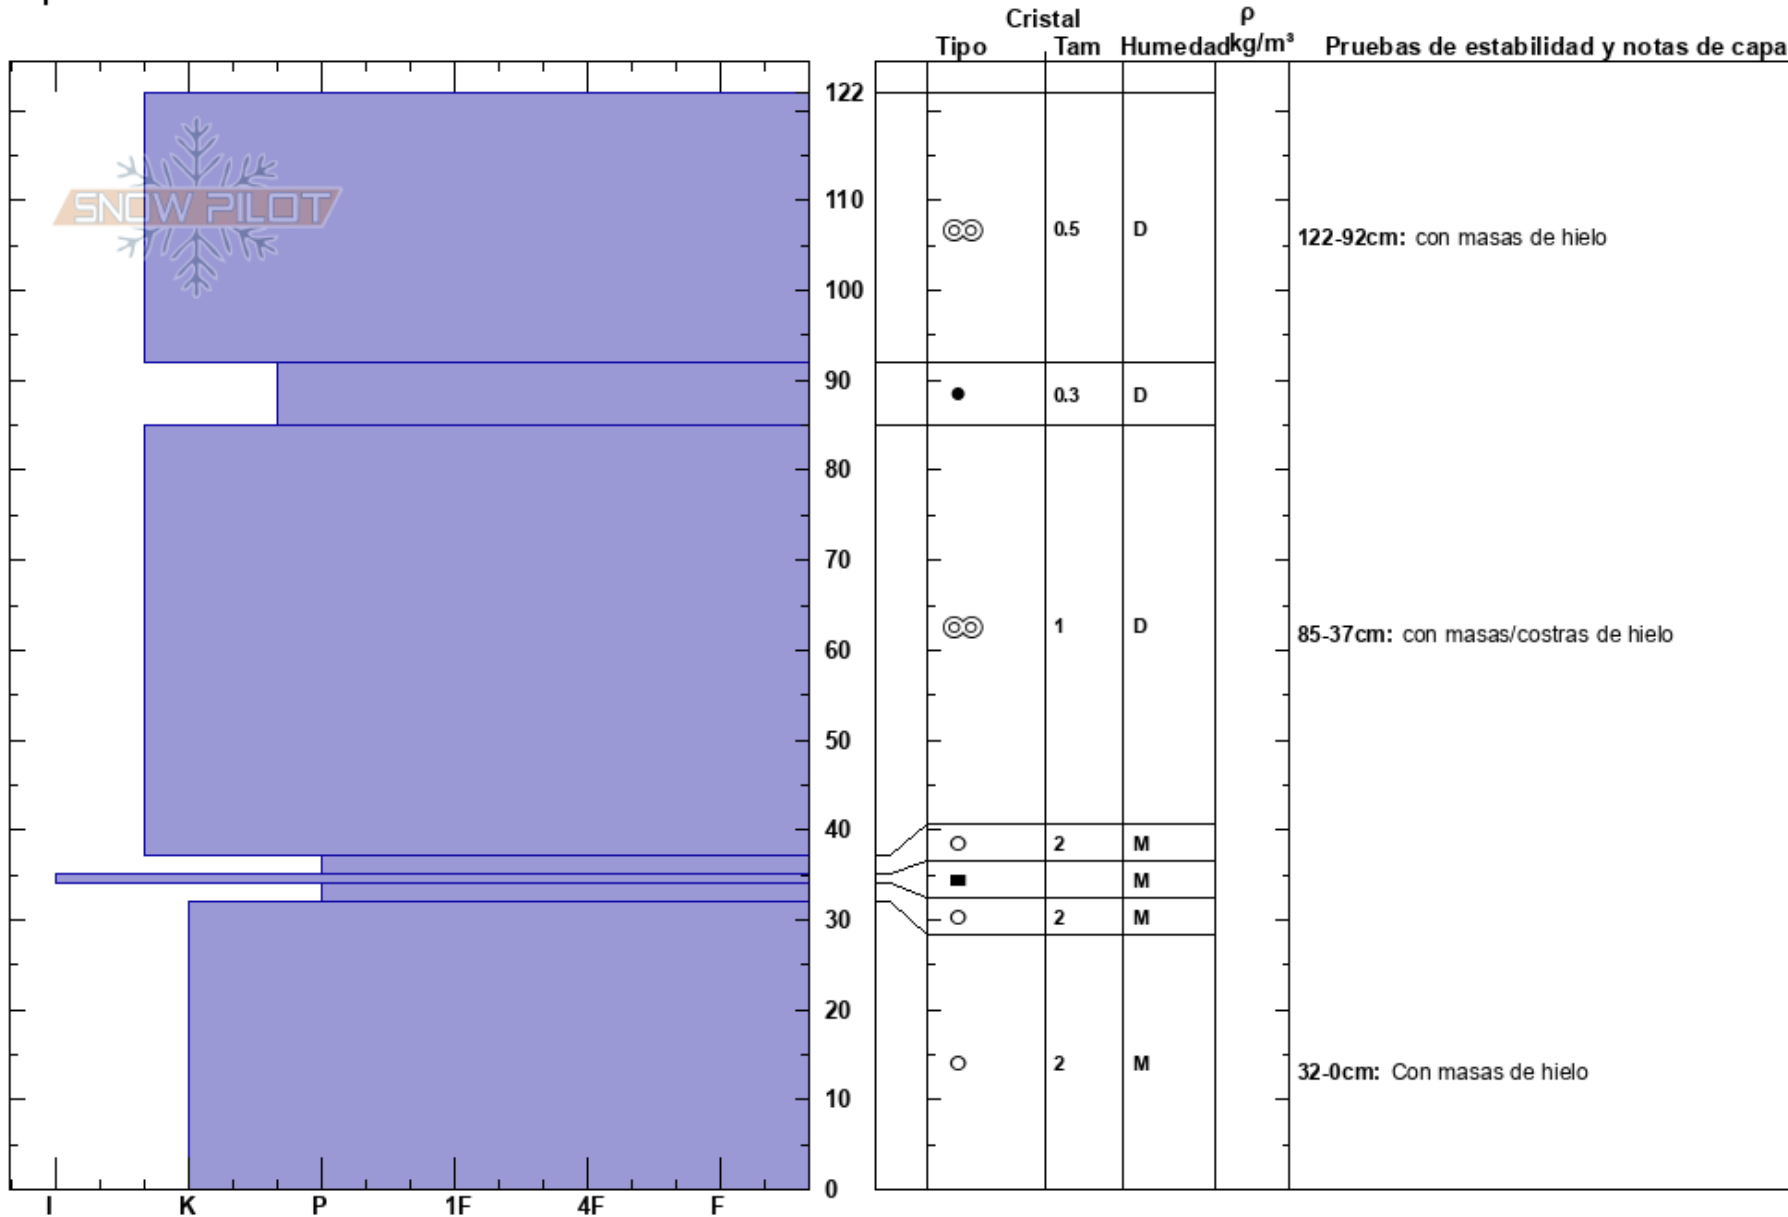 Cristal
ρ
Tipo Tam Humedad kg/m³ Pruebas de estabilidad y notas de capa
122
SNOW PILOT
110
0.5 D
122-92cm: con masas de hielo
100
90
0.3 D
80
70
1 D
85-37cm: con masas/costras de hielo
60
50
40
2 M
M
30
2 M
20
2 M
32-0cm: Con masas de hielo
10
0
I K P 1F 4F F